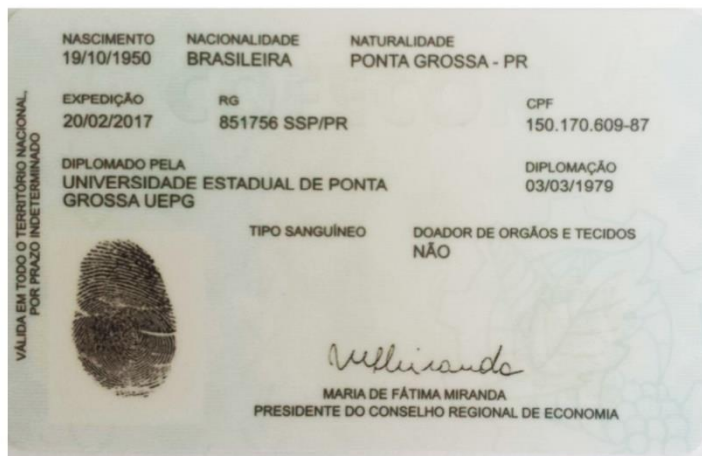 NASCIMENTO NACIONALIDADE NATURALIDADE
19/10/1950 BRASILEIRA PONTA GROSSA - PR
EXPEDIÇÃO RG CPF
20/02/2017 851756 SSP/PR 150.170.609-87
DIPLOMADO PELA DIPLOMAÇÃO
UNIVERSIDADE ESTADUAL DE PONTA 03/03/1979
GROSSA UEPG
TIPO SANGUÍNEO DOADOR DE ORGÃOS E TECIDOS
NÃO
MARIA DE FÁTIMA MIRANDA
PRESIDENTE DO CONSELHO REGIONAL DE ECONOMIA
VÁLIDA EM TODO O TERRITÓRIO NACIONAL,
POR PRAZO INDETERMINADO